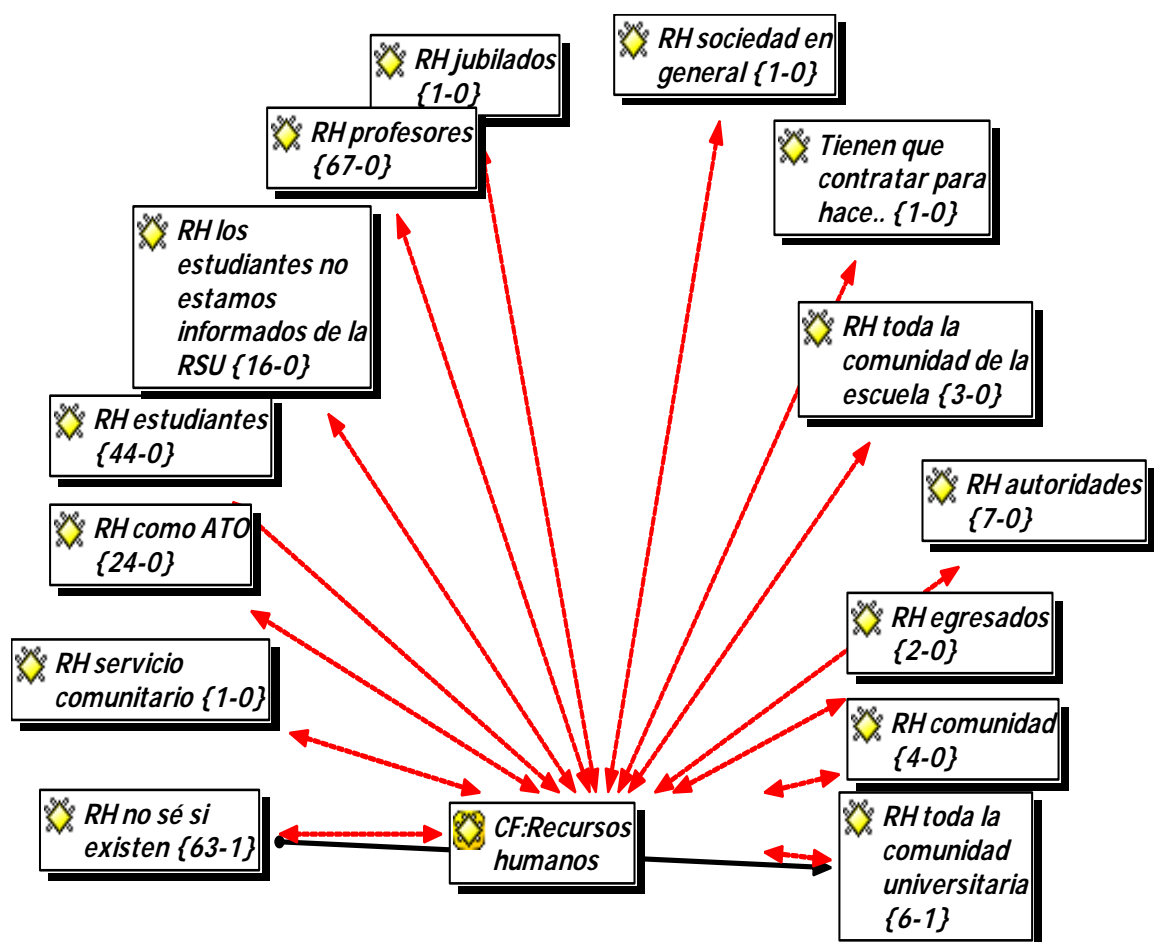 RH sociedad en
general {1-0}
RH jubilados
{1-0}
RH profesores
{67-0}
Tienen que
contratar para
hace.. {1-0}
RH los
estudiantes no
estamos
informados de la
RSU {16-0}
RH toda la
comunidad de la
escuela {3-0}
RH estudiantes
{44-0}
RH autoridades
{7-0}
RH como ATO
{24-0}
RH egresados
{2-0}
RH servicio
comunitario {1-0}
RH comunidad
{4-0}
RH no sé si
existen {63-1}
CF:Recursos
humanos
RH toda la
comunidad
universitaria
{6-1}